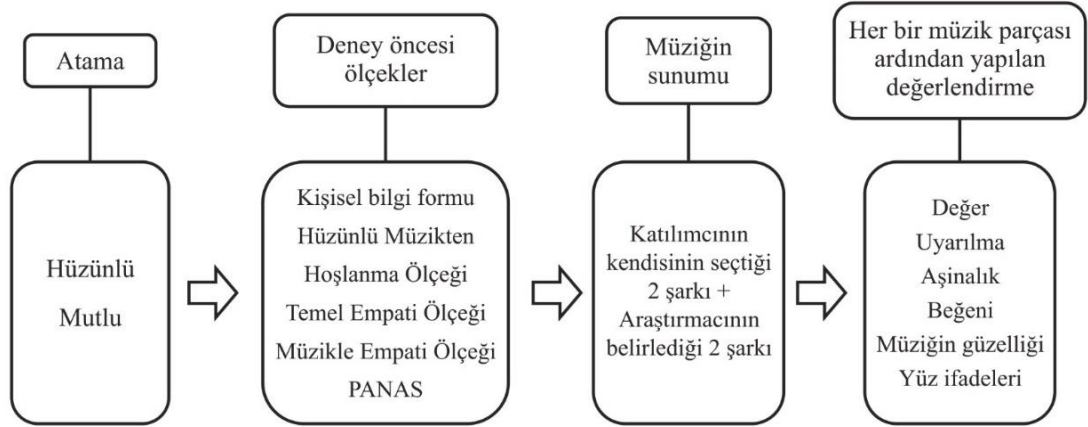 Atama
Hüzünlü
Mutlu
Deney öncesi
ölçekler
Kişisel bilgi formu
Hüzünlü Müzikten
Hoşlanma Ölçeği
Temel Empati Ölçeği
Müzikle Empati Ölçeği
PANAS
Müziğin
sunumu
Katılımcının
kendisinin seçtiği
2 şarkı +
Araştırmacının
belirlediği 2 şarkı
Her bir müzik parçası
ardından yapılan
değerlendirme
Değer
Uyarılma
Aşinalık
Beğeni
Müziğin güzelliği
Yüz ifadeleri